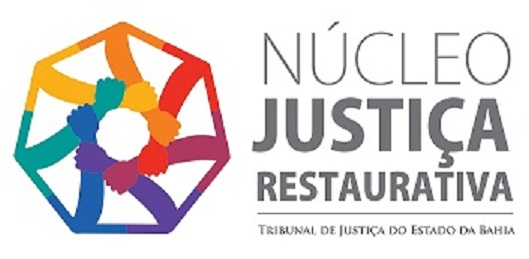 NÚCLEO
JUSTIÇA
RESTAURATIVA
TRIBUNAL DE JUSTIÇA DO ESTADO DA BAHIA